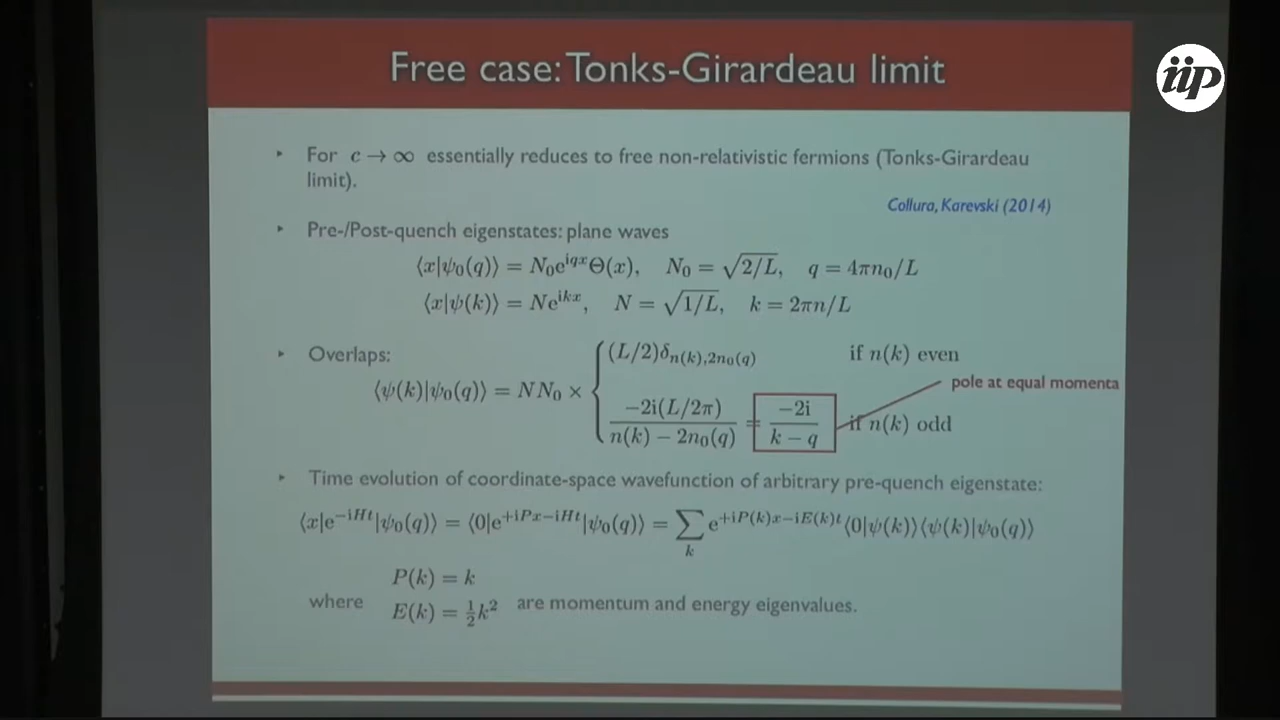 Free case: Tonks-Girardeau limit
iip
‣ For c → ∞ essentially reduces to free non-relativistic fermions (Tonks-Girardeau
limit).
Collura, Karevski (2014)
‣ Pre-/Post-quench eigenstates: plane waves
⟨x|ψ₀(q)⟩ = N₀e^{iqx}Θ(x), N₀ = √(2/L), q = 4πn₀/L
⟨x|ψ(k)⟩ = Ne^{ikx}, N = √(1/L), k = 2πn/L
‣ Overlaps:
(L/2)δ_{n(k),2n₀(q)} if n(k) even
pole at equal momenta
⟨ψ(k)|ψ₀(q)⟩ = NN₀ × {
−2i(L/2π) / (n(k) − 2n₀(q)) = −2i / (k − q) if n(k) odd
‣ Time evolution of coordinate-space wavefunction of arbitrary pre-quench eigenstate:
⟨x|e^{−iHt}|ψ₀(q)⟩ = ⟨0|e^{+iPx−iHt}|ψ₀(q)⟩ = ∑_k e^{+iP(k)x−iE(k)t}⟨0|ψ(k)⟩⟨ψ(k)|ψ₀(q)⟩
P(k) = k
where E(k) = ½k² are momentum and energy eigenvalues.